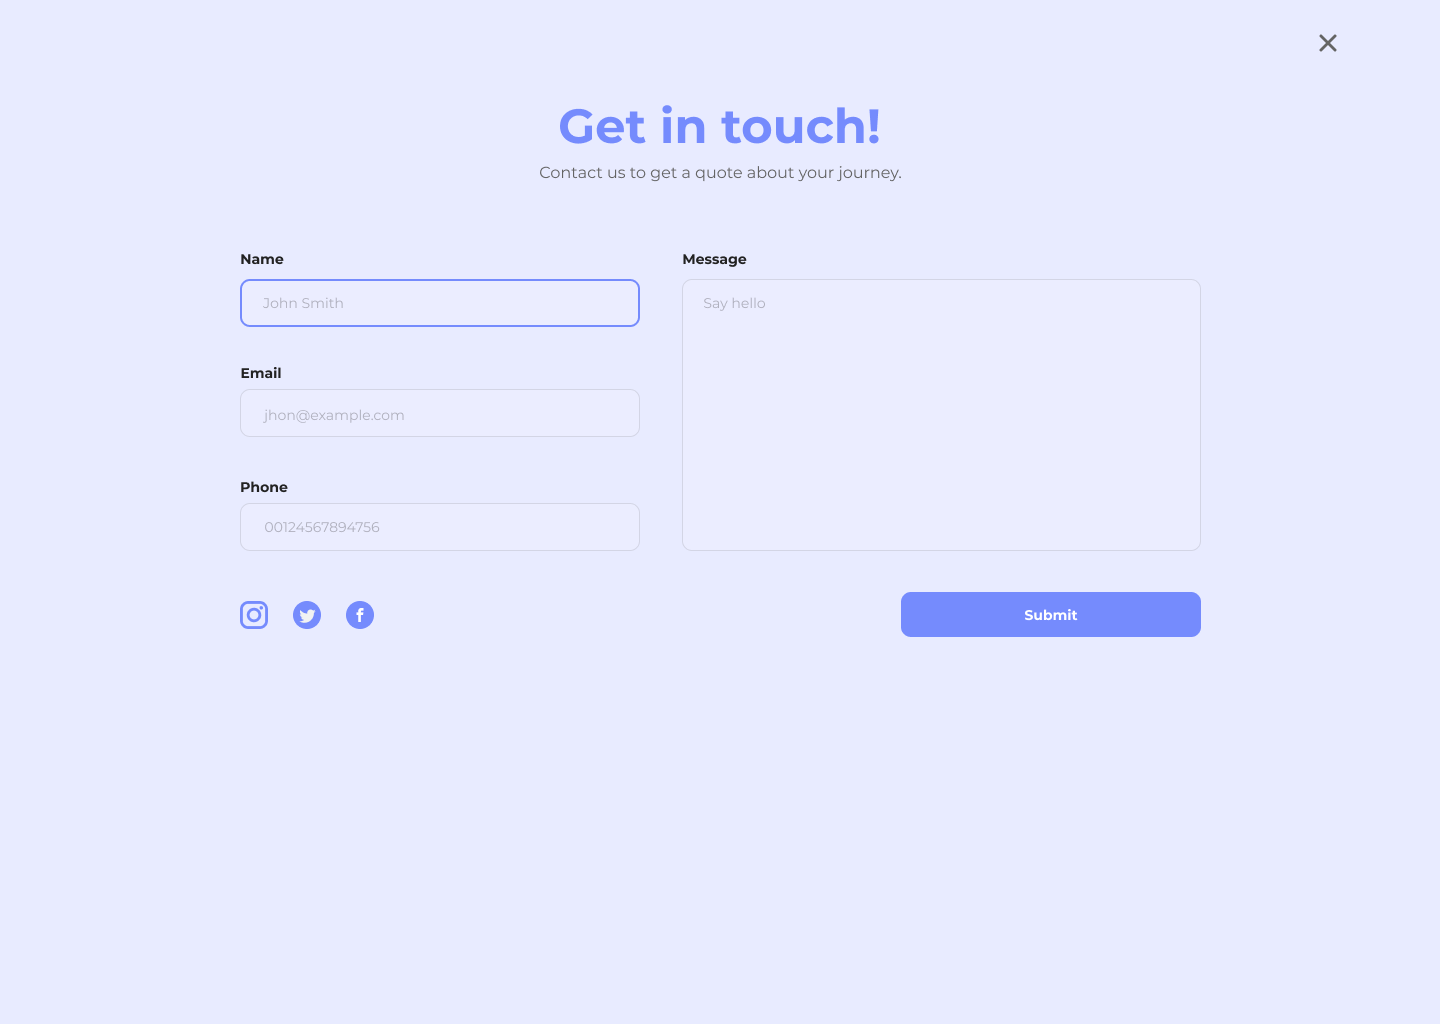 Get in touch!
Contact us to get a quote about your journey.
Name
John Smith
Email
jhon@example.com
Phone
00124567894756
Message
Say hello
Submit